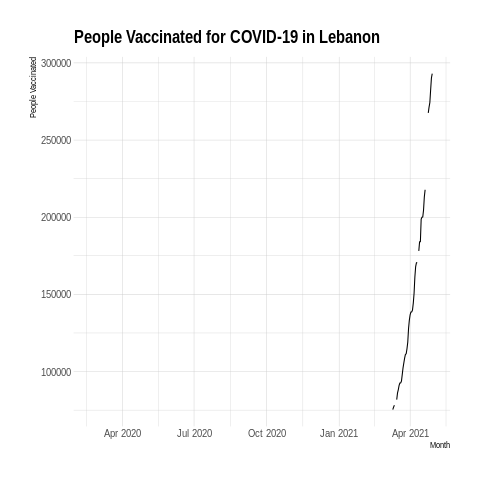 People Vaccinated for COVID-19 in Lebanon
People Vaccinated
300000
250000
200000
150000
100000
Apr 2020 Jul 2020 Oct 2020 Jan 2021 Apr 2021
Month